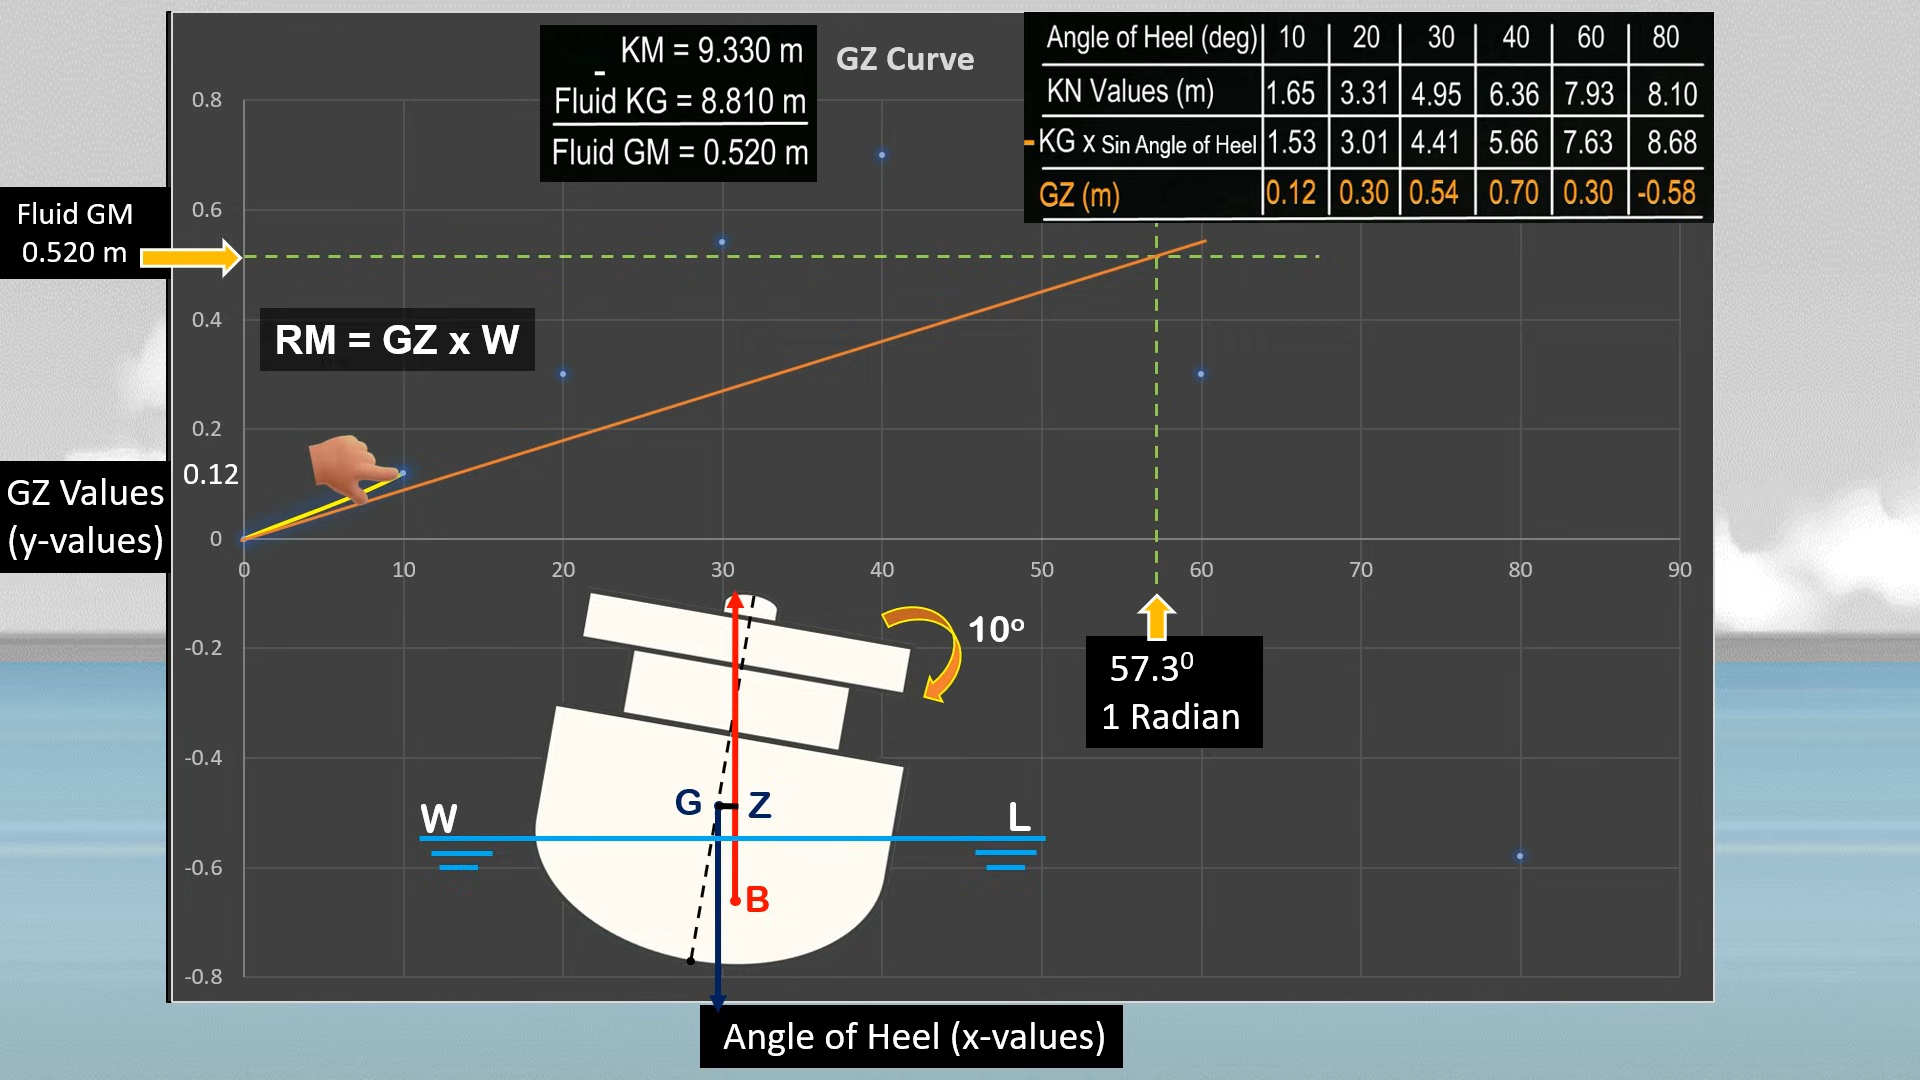 GZ Curve
- KM = 9.330 m
Fluid KG = 8.810 m
Fluid GM = 0.520 m
Angle of Heel (deg) 10 20 30 40 60 80
KN Values (m) 1.65 3.31 4.95 6.36 7.93 8.10
-KG x Sin Angle of Heel 1.53 3.01 4.41 5.66 7.63 8.68
GZ (m) 0.12 0.30 0.54 0.70 0.30 -0.58
Fluid GM
0.520 m
RM = GZ x W
GZ Values
(y-values)
0.8
0.6
0.4
0.2
0.12
0
-0.2
-0.4
-0.6
-0.8
0 10 20 30 40 50 60 70 80 90
10º
57.3⁰
1 Radian
W L
G Z
B
Angle of Heel (x-values)